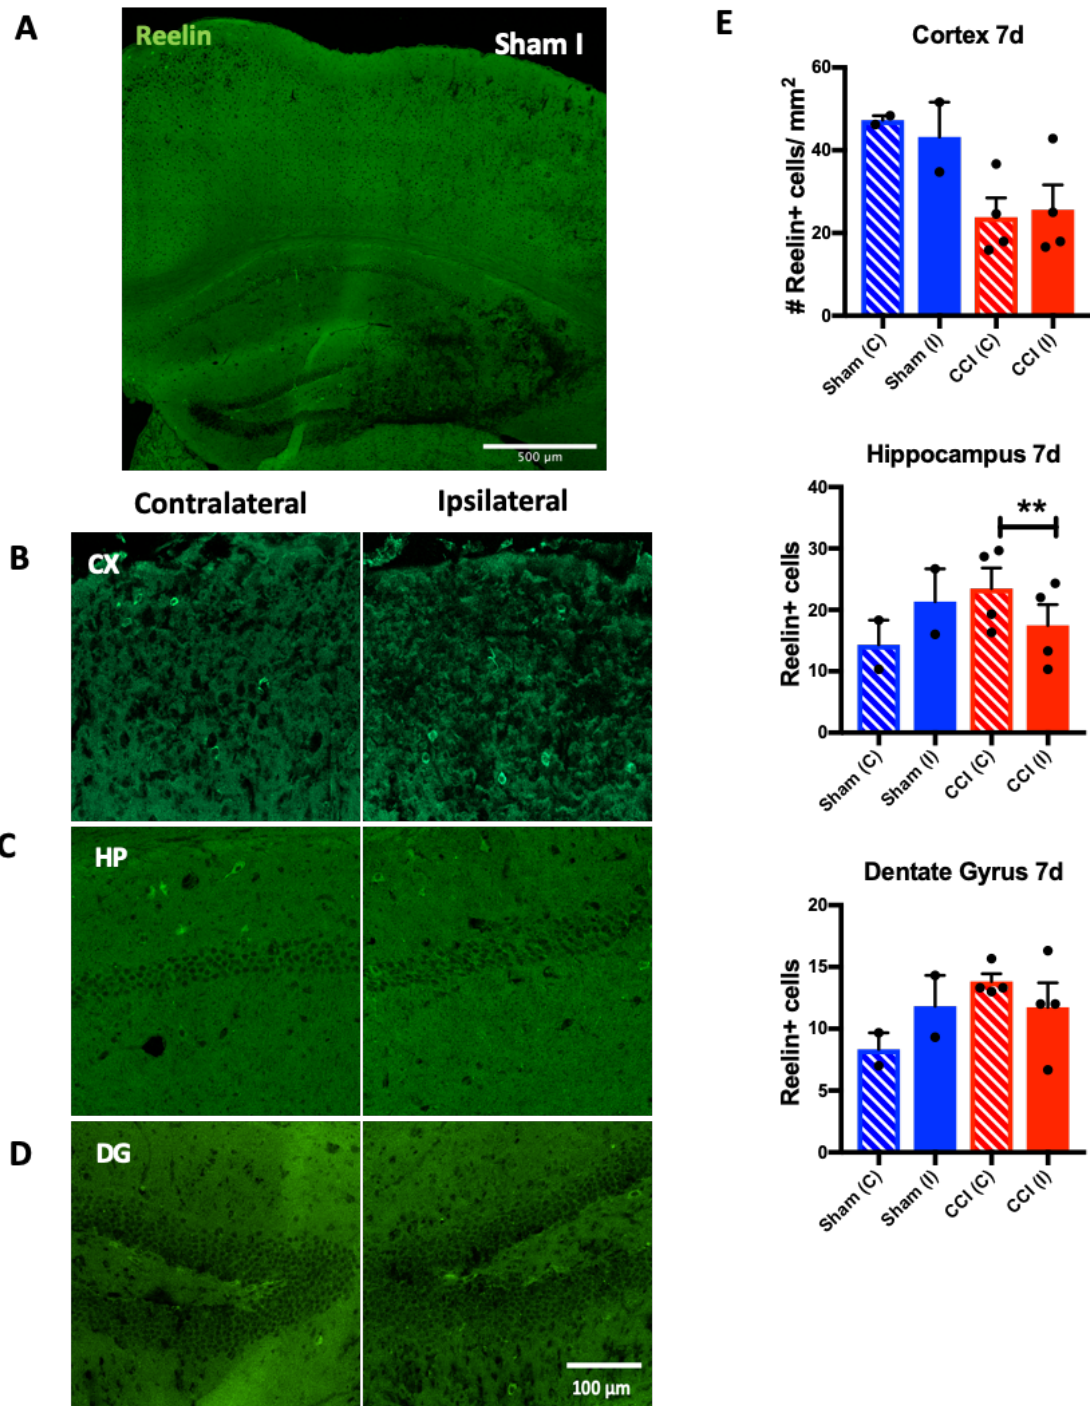 A
Reelin
Sham I
500 µm
Contralateral
Ipsilateral
B
CX
C
HP
D
DG
100 µm
E
Cortex 7d
# Reelin+ cells/ mm²
60
40
20
0
Sham (C)
Sham (I)
CCI (C)
CCI (I)
Hippocampus 7d
**
Reelin+ cells
40
30
20
10
0
Sham (C)
Sham (I)
CCI (C)
CCI (I)
Dentate Gyrus 7d
Reelin+ cells
20
15
10
5
0
Sham (C)
Sham (I)
CCI (C)
CCI (I)